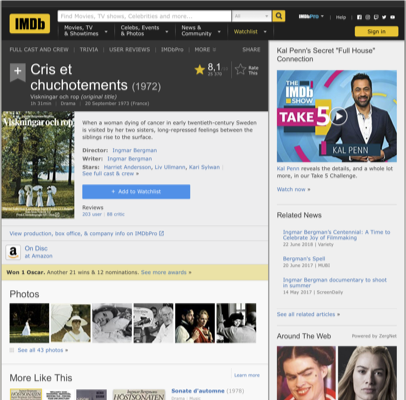 IMDb
Find Movies, TV shows, Celebrities and more...
All
IMDbPro
Help
Movies, TV
& Showtimes
Celebs, Events
& Photos
News &
Community
Watchlist
Sign in
FULL CAST AND CREW | TRIVIA | USER REVIEWS | IMDbPro | MORE
SHARE
Cris et
chuchotements (1972)
Viskningar och rop (original title)
1h 31min | Drama | 20 September 1973 (France)
8,1
Rate
This
Viskningar och rop
When a woman dying of cancer in early twentieth-century Sweden
is visited by her two sisters, long-repressed feelings between the
siblings rise to the surface.
Director: Ingmar Bergman
Writer: Ingmar Bergman
Stars: Harriet Andersson, Liv Ullmann, Kari Sylwan
See full cast & crew »
+ Add to Watchlist
Reviews
203 user · 88 critic
View production, box office, & company info on IMDbPro
a
On Disc
at Amazon
Won 1 Oscar. Another 21 wins & 12 nominations. See more awards »
Photos
See all 43 photos »
More Like This
Learn more
HÖSTSONATEN
Sonate d'automne (1978)
Drama | Music
Kal Penn's Secret "Full House"
Connection
THE
IMDb
SHOW
TAKE 5
KAL PENN
Kal Penn reveals the details, and a whole lot
more, in our Take 5 Challenge.
Watch now »
Related News
Ingmar Bergman's Centennial: A Time to
Celebrate Joy of Filmmaking
22 June 2018 | Variety
Bergman's Spell
20 June 2017 | MUBI
Ingmar Bergman documentary to shoot
in summer
14 May 2017 | ScreenDaily
See all related articles »
Around The Web
Powered by ZergNet